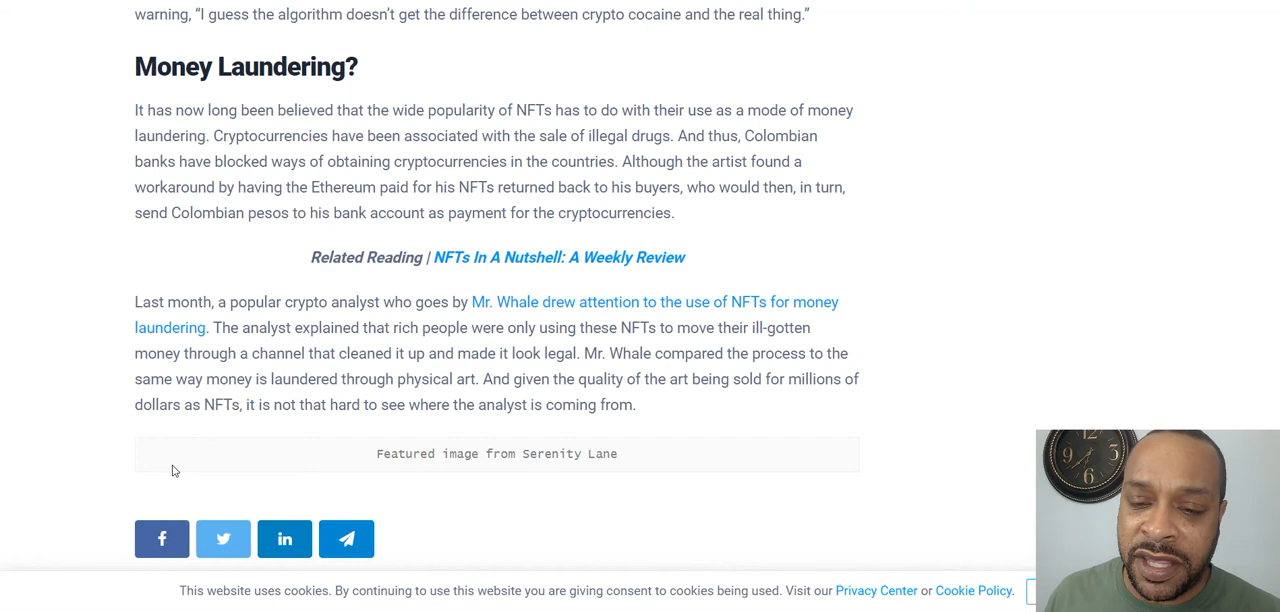 warning, “I guess the algorithm doesn’t get the difference between crypto cocaine and the real thing.”
Money Laundering?
It has now long been believed that the wide popularity of NFTs has to do with their use as a mode of money
laundering. Cryptocurrencies have been associated with the sale of illegal drugs. And thus, Colombian
banks have blocked ways of obtaining cryptocurrencies in the countries. Although the artist found a
workaround by having the Ethereum paid for his NFTs returned back to his buyers, who would then, in turn,
send Colombian pesos to his bank account as payment for the cryptocurrencies.
Related Reading | NFTs In A Nutshell: A Weekly Review
Last month, a popular crypto analyst who goes by Mr. Whale drew attention to the use of NFTs for money
laundering. The analyst explained that rich people were only using these NFTs to move their ill-gotten
money through a channel that cleaned it up and made it look legal. Mr. Whale compared the process to the
same way money is laundered through physical art. And given the quality of the art being sold for millions of
dollars as NFTs, it is not that hard to see where the analyst is coming from.
Featured image from Serenity Lane
f in
This website uses cookies. By continuing to use this website you are giving consent to cookies being used. Visit our Privacy Center or Cookie Policy.
12
9 3
6